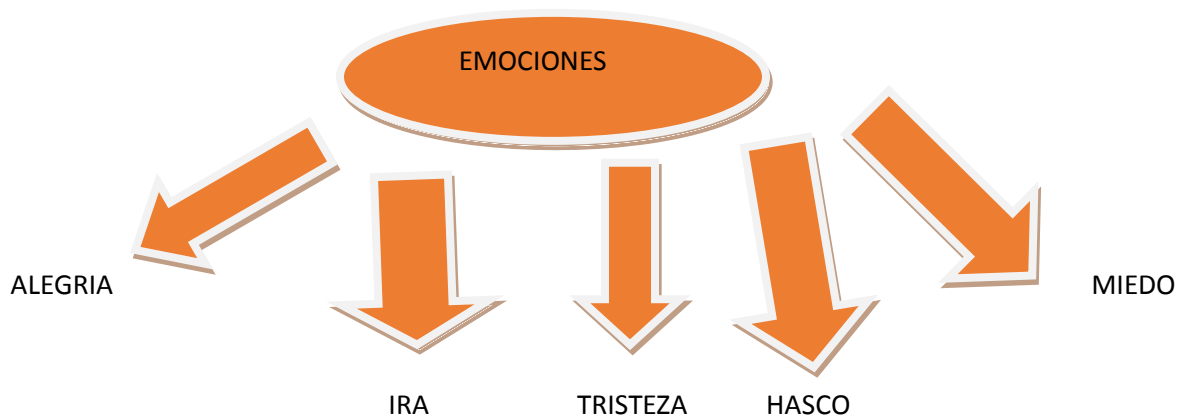 EMOCIONES
ALEGRIA
MIEDO
IRA
TRISTEZA
HASCO